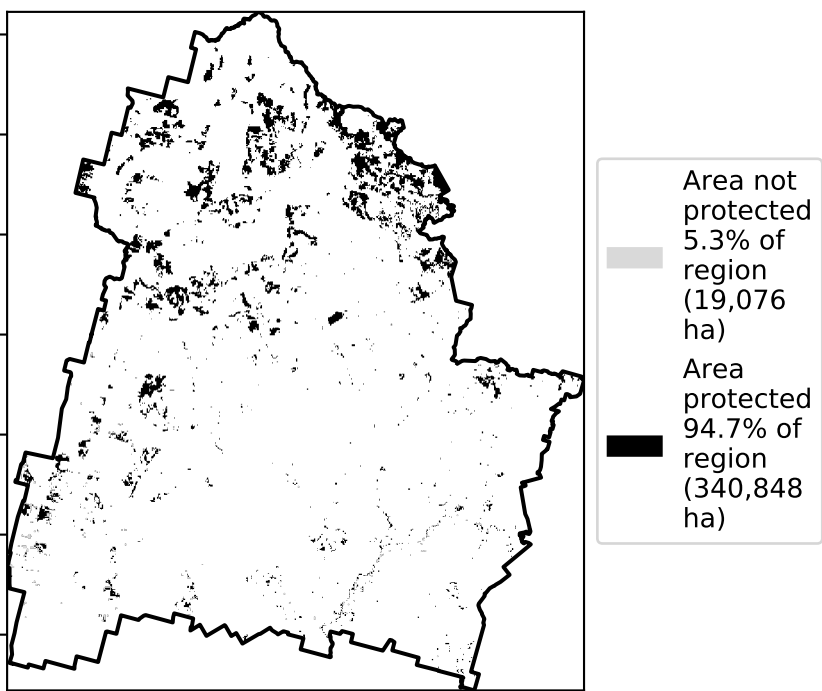 Area not
protected
5.3% of
region
(19,076
ha)
Area
protected
94.7% of
region
(340,848
ha)